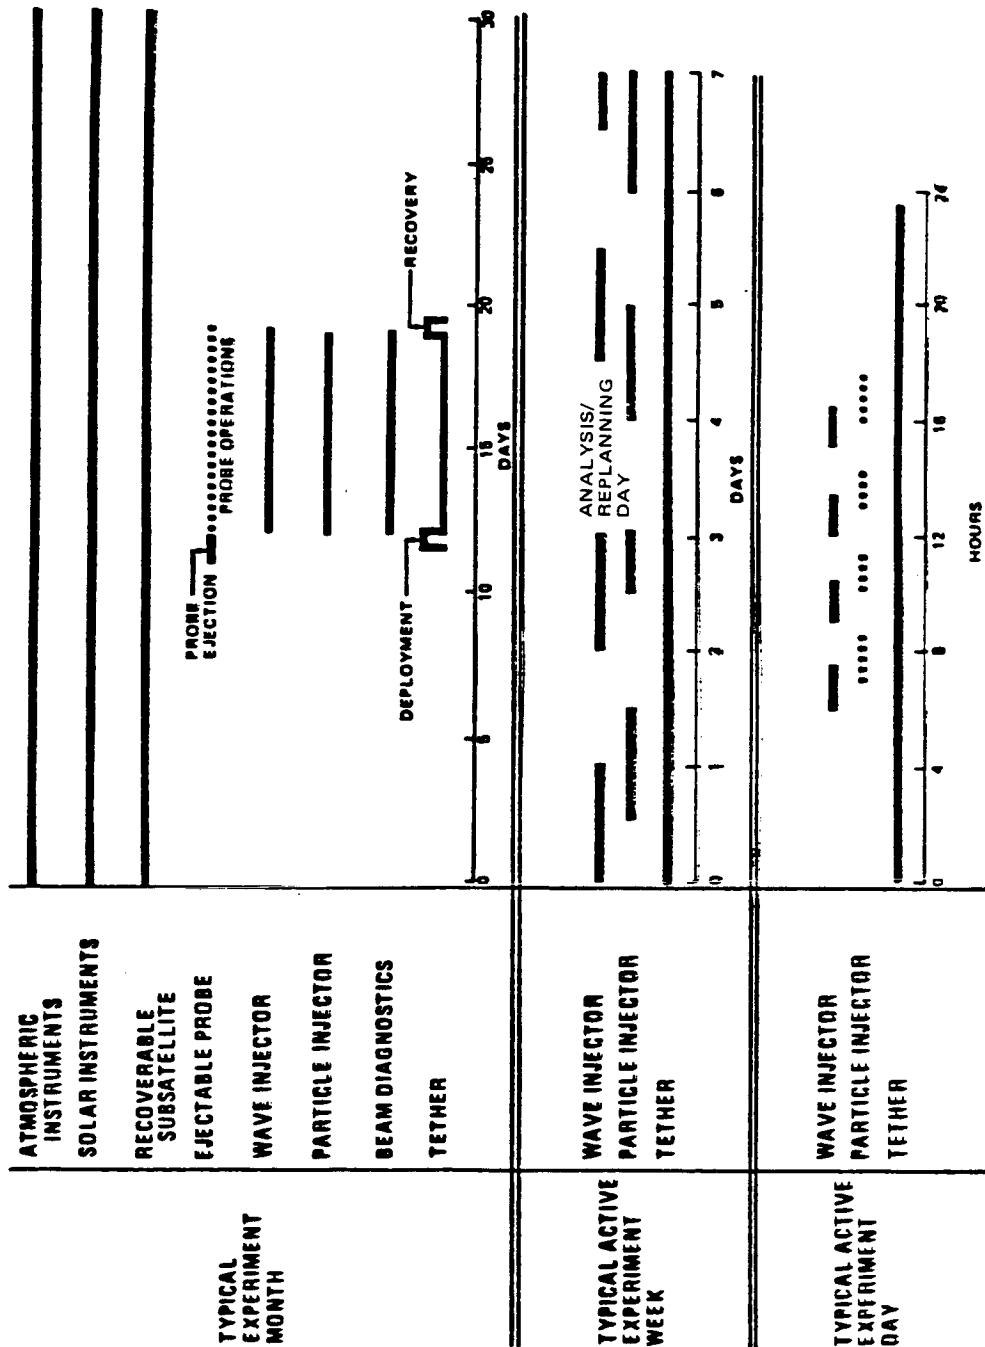 TYPICAL
EXPERIMENT
MONTH
ATMOSPHERIC
INSTRUMENTS
SOLAR INSTRUMENTS
RECOVERABLE
SUBSATELLITE
EJECTABLE PROBE
WAVE INJECTOR
PARTICLE INJECTOR
BEAM DIAGNOSTICS
TETHER
PROBE
EJECTION
PROBE OPERATIONS
DEPLOYMENT
RECOVERY
0 5 10 15 20 25 30
DAYS
TYPICAL ACTIVE
EXPERIMENT
WEEK
WAVE INJECTOR
PARTICLE INJECTOR
TETHER
ANALYSIS/
REPLANNING
DAY
0 1 2 3 4 5 6 7
DAYS
TYPICAL ACTIVE
EXPERIMENT
DAY
WAVE INJECTOR
PARTICLE INJECTOR
TETHER
0 4 8 12 16 20 24
HOURS